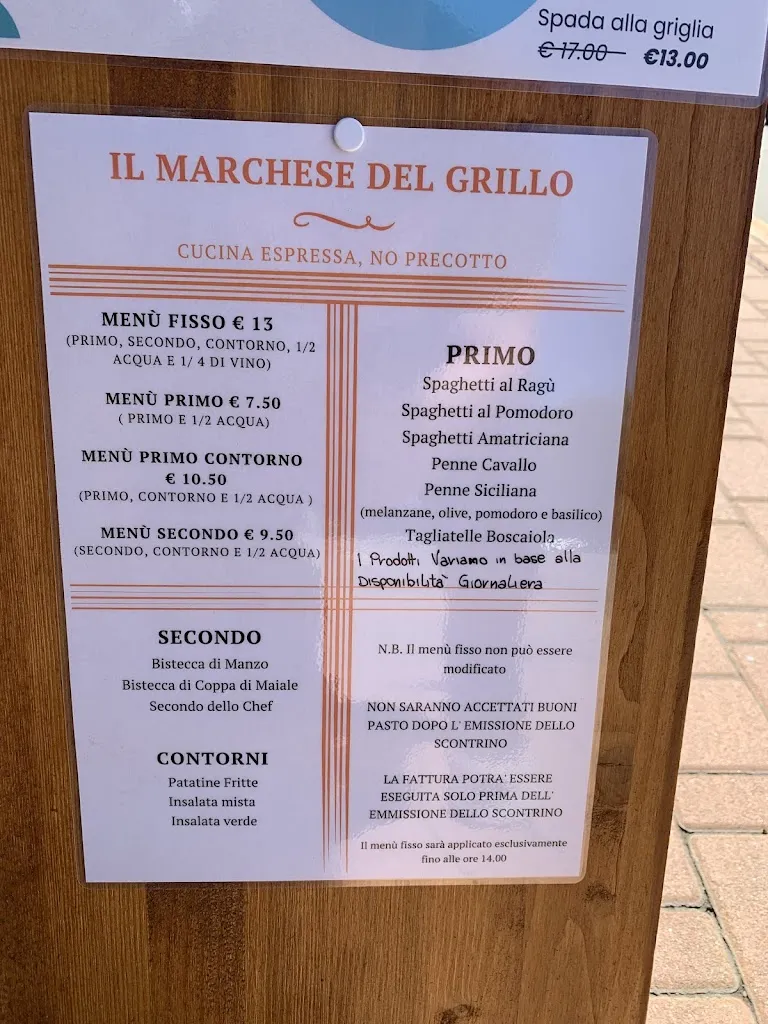 Spada alla griglia
€ 17.00 €13.00
IL MARCHESE DEL GRILLO
CUCINA ESPRESSA, NO PRECOTTO
MENÙ FISSO € 13
(PRIMO, SECONDO, CONTORNO, 1/2
ACQUA E 1/ 4 DI VINO)
MENÙ PRIMO € 7.50
( PRIMO E 1/2 ACQUA)
MENÙ PRIMO CONTORNO
€ 10.50
(PRIMO, CONTORNO E 1/2 ACQUA )
MENÙ SECONDO € 9.50
(SECONDO, CONTORNO E 1/2 ACQUA)
PRIMO
Spaghetti al Ragù
Spaghetti al Pomodoro
Spaghetti Amatriciana
Penne Cavallo
Penne Siciliana
(melanzane, olive, pomodoro e basilico)
Tagliatelle Boscaiola
I Prodotti Variamo in base alla
Disponibilità Giornaliera
SECONDO
Bistecca di Manzo
Bistecca di Coppa di Maiale
Secondo dello Chef
CONTORNI
Patatine Fritte
Insalata mista
Insalata verde
N.B. Il menù fisso non può essere
modificato
NON SARANNO ACCETTATI BUONI
PASTO DOPO L' EMISSIONE DELLO
SCONTRINO
LA FATTURA POTRA' ESSERE
ESEGUITA SOLO PRIMA DELL'
EMMISSIONE DELLO SCONTRINO
Il menù fisso sarà applicato esclusivamente
fino alle ore 14.00